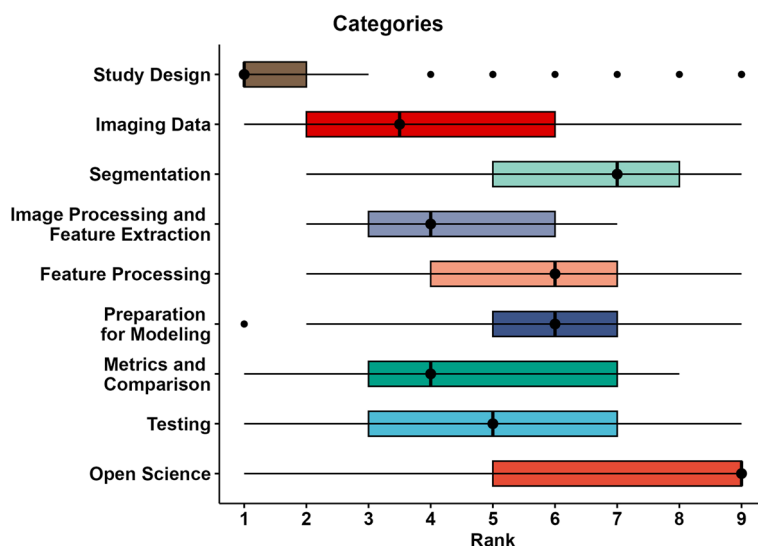 Categories
Study Design
Imaging Data
Segmentation
Image Processing and
Feature Extraction
Feature Processing
Preparation
for Modeling
Metrics and
Comparison
Testing
Open Science
1 2 3 4 5 6 7 8 9
Rank